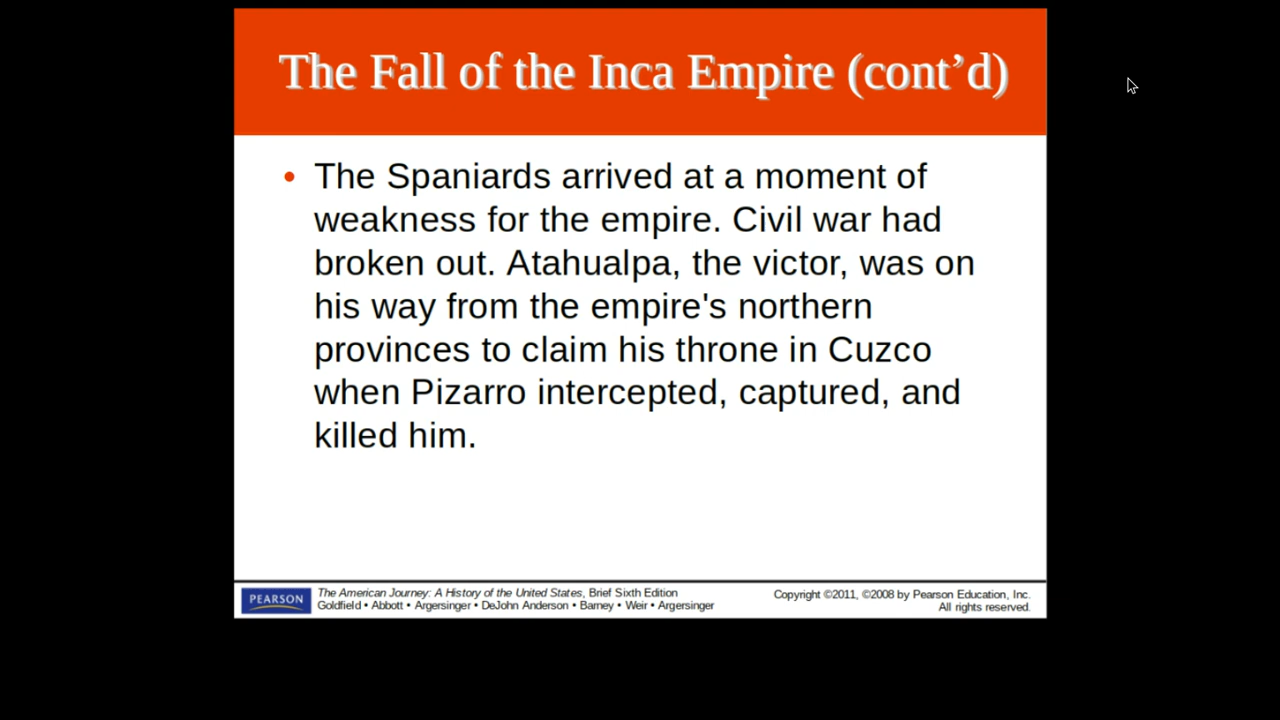 The Fall of the Inca Empire (cont’d)
• The Spaniards arrived at a moment of
weakness for the empire. Civil war had
broken out. Atahualpa, the victor, was on
his way from the empire's northern
provinces to claim his throne in Cuzco
when Pizarro intercepted, captured, and
killed him.
PEARSON
The American Journey: A History of the United States, Brief Sixth Edition
Goldfield • Abbott • Argersinger • DeJohn Anderson • Barney • Weir • Argersinger
Copyright ©2011, ©2008 by Pearson Education, Inc.
All rights reserved.